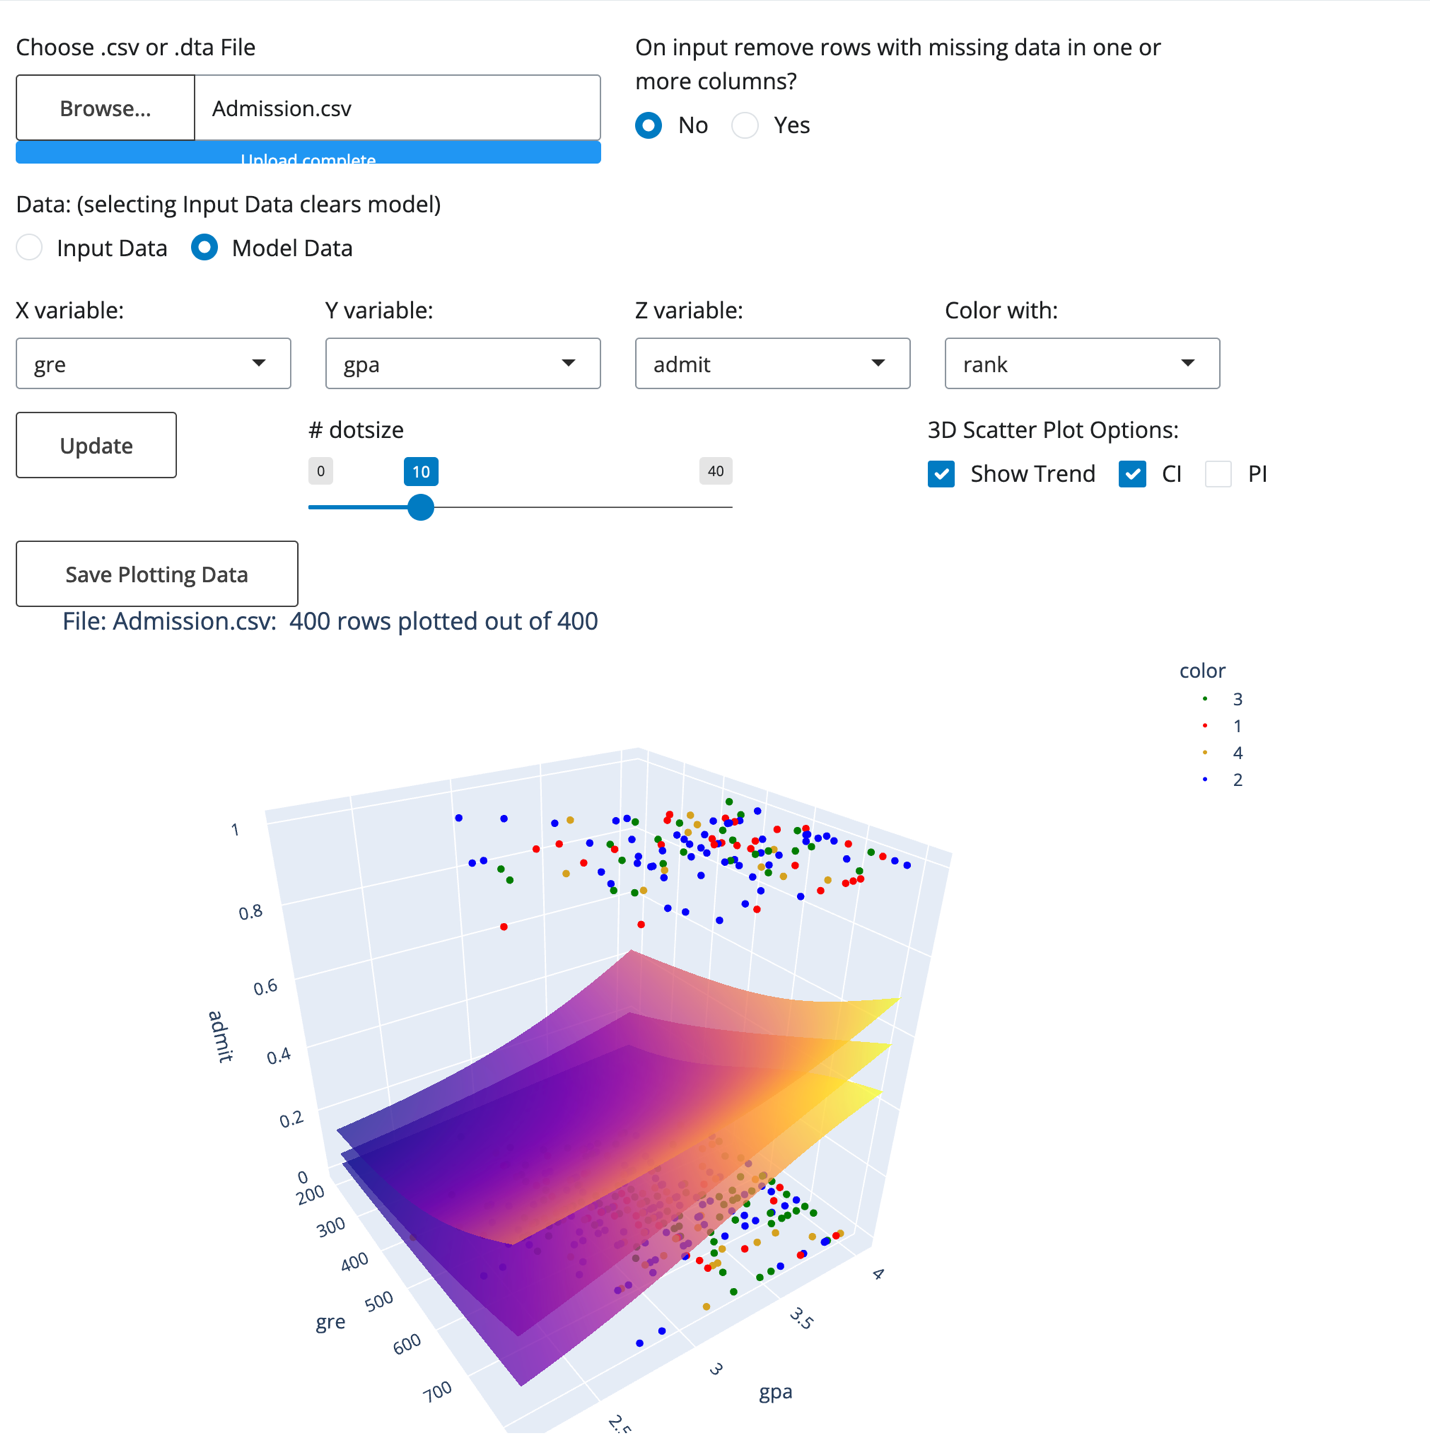 Choose .csv or .dta File
On input remove rows with missing data in one or
more columns?
Browse... Admission.csv
No Yes
Upload complete
Data: (selecting Input Data clears model)
Input Data Model Data
X variable: Y variable: Z variable: Color with:
gre gpa admit rank
Update
# dotsize
3D Scatter Plot Options:
0 10 40
Show Trend CI PI
Save Plotting Data
File: Admission.csv: 400 rows plotted out of 400
color
3
1
4
2
1
0.8
0.6
0.4
0.2
0
admit
200
300
400
500
600
700
gre
4
3.5
3
2.5
gpa